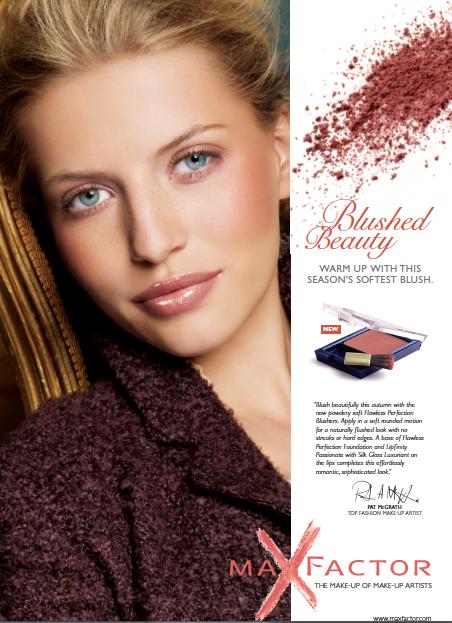 Blushed
Beauty
WARM UP WITH THIS
SEASON'S SOFTEST BLUSH.
NEW
"Blush beautifully this autumn with the
new powdery soft Flawless Perfection
Blushers. Apply in a soft rounded motion
for a naturally flushed look with no
streaks or hard edges. A base of Flawless
Perfection Foundation and Lipfinity
Passionate with Silk Gloss Luxuriant on
the lips completes this effortlessly
romantic, sophisticated look."
PAT McGRATH
TOP FASHION MAKE-UP ARTIST
MAXFACTOR
THE MAKE-UP OF MAKE-UP ARTISTS
www.maxfactor.com